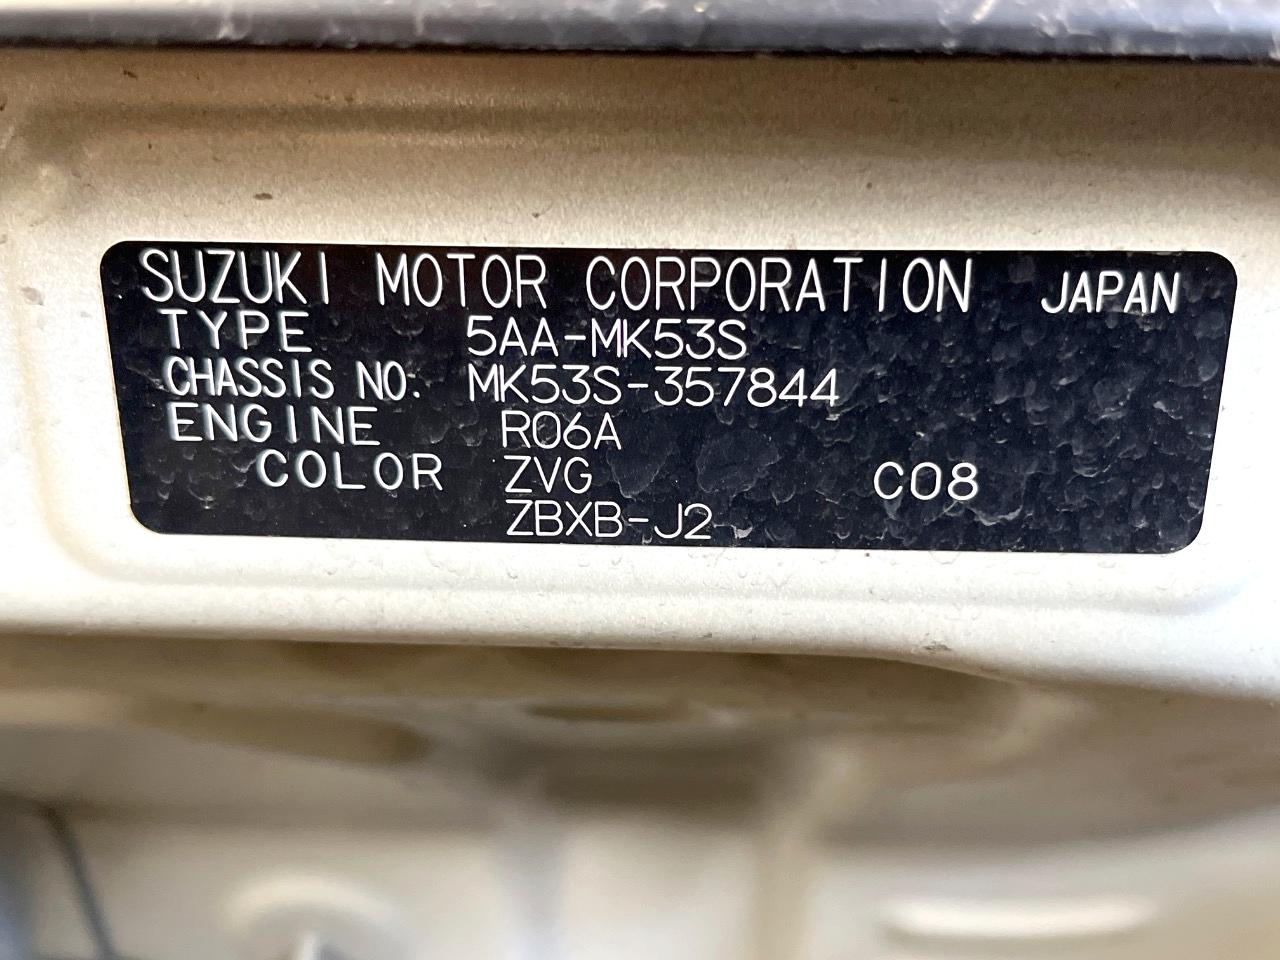 SUZUKI MOTOR CORPORATION JAPAN
TYPE 5AA-MK53S
CHASSIS NO. MK53S-357844
ENGINE R06A
COLOR ZVG C08
ZBXB-J2